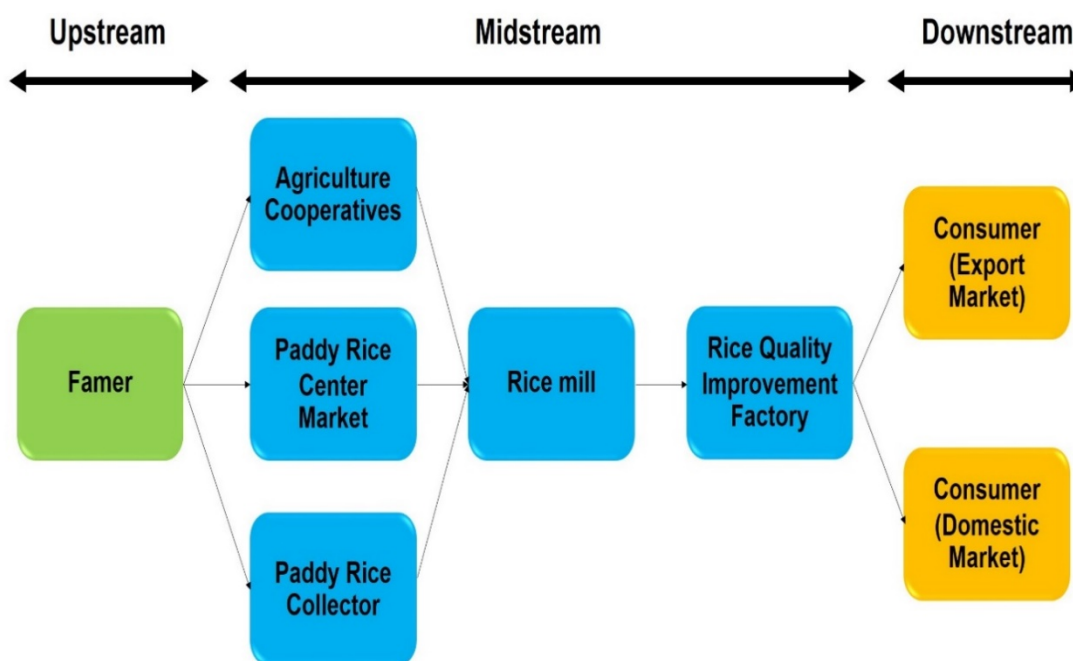 Upstream
Midstream
Downstream
Agriculture
Cooperatives
Famer
Paddy Rice
Center
Market
Paddy Rice
Collector
Rice mill
Rice Quality
Improvement
Factory
Consumer
(Export
Market)
Consumer
(Domestic
Market)